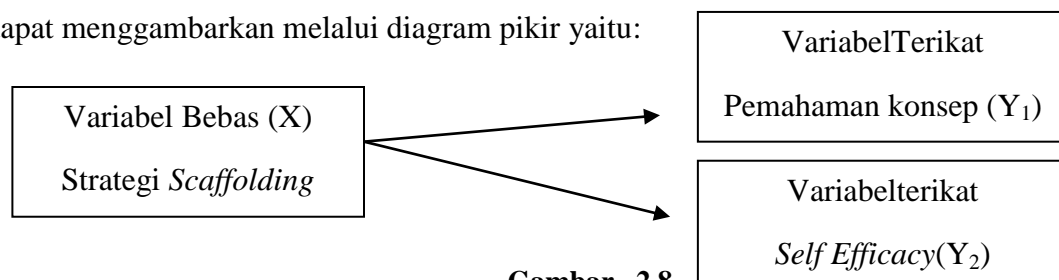 dapat menggambarkan melalui diagram pikir yaitu:
Variabel Bebas (X)
Strategi Scaffolding
VariabelTerikat
Pemahaman konsep (Y₁)
Variabelterikat
Self Efficacy(Y₂)
Gambar 2.8